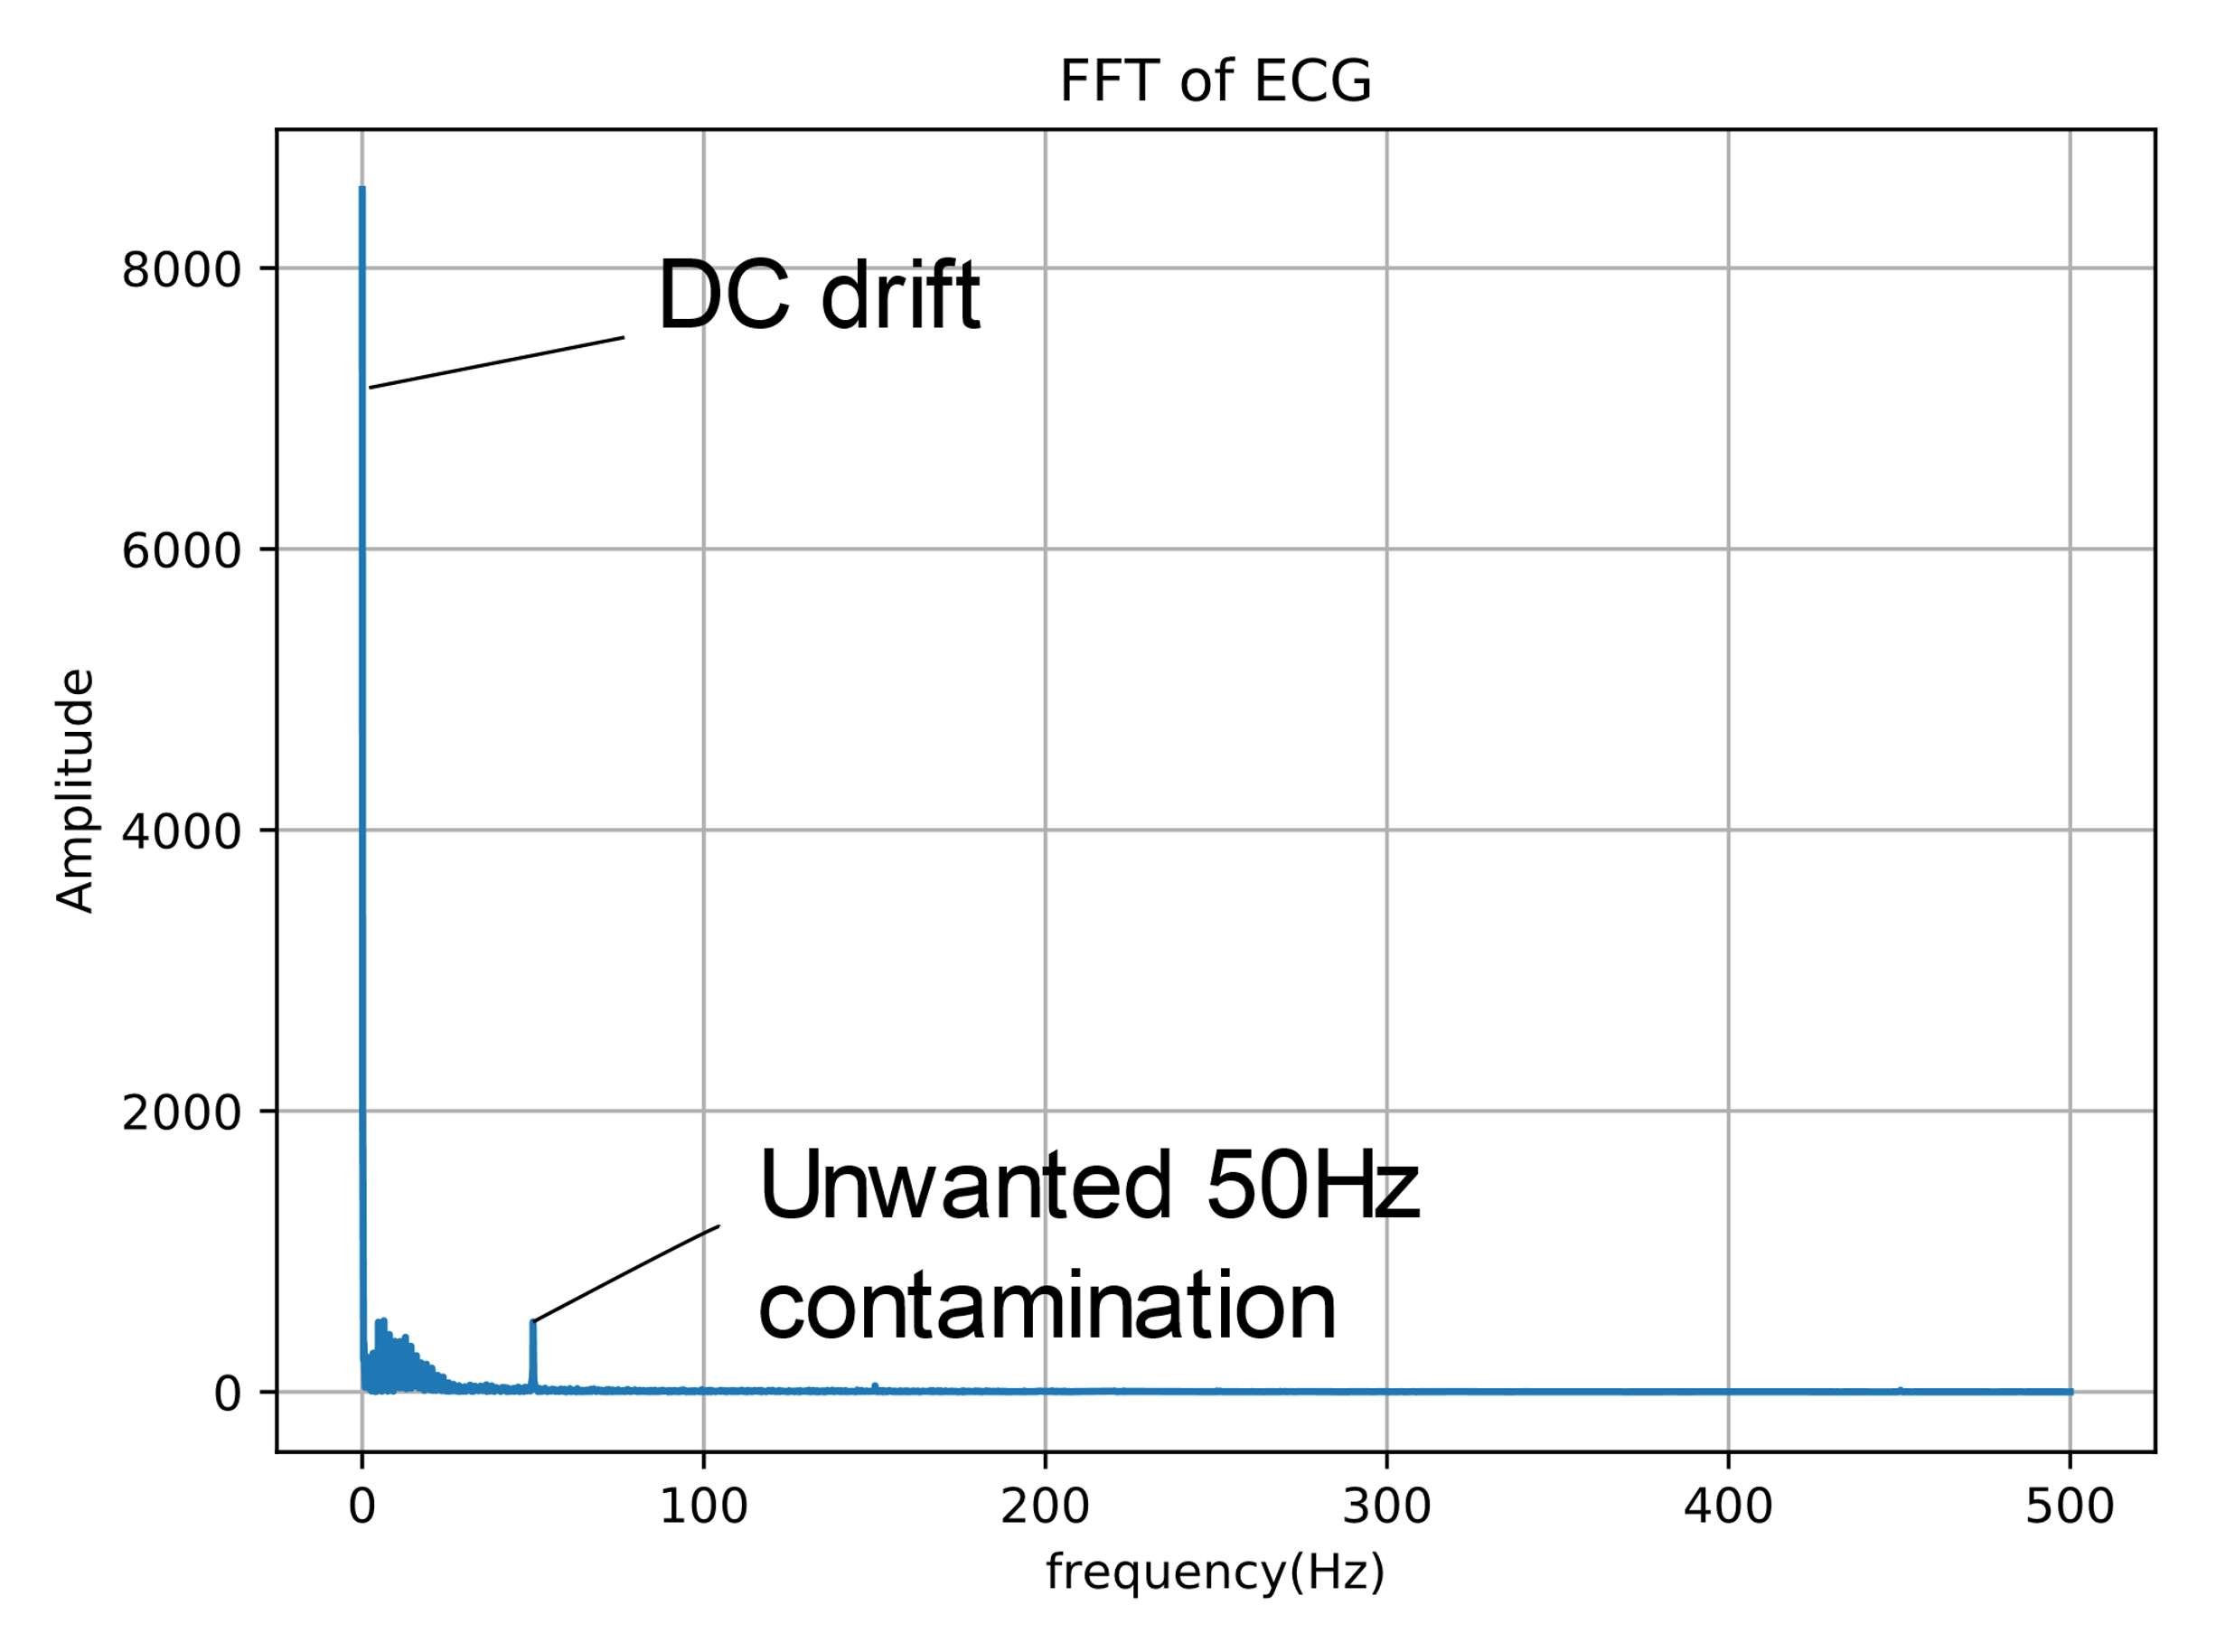 FFT of ECG
8000
DC drift
6000
Amplitude
4000
2000
Unwanted 50Hz
contamination
0
0 100 200 300 400 500
frequency(Hz)